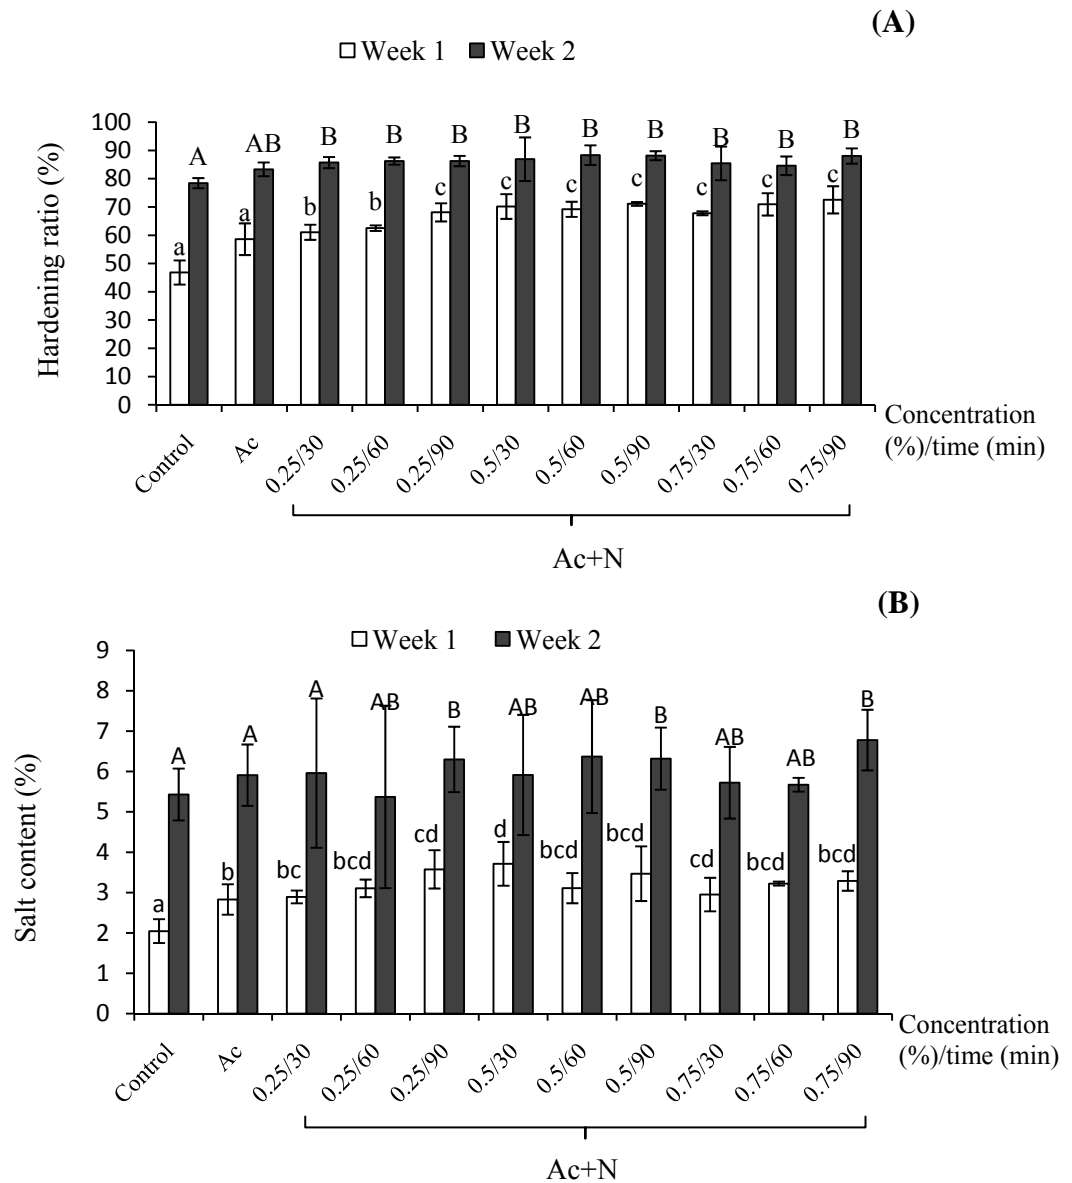 (A)
Week 1 Week 2
Hardening ratio (%)
100
90
80
70
60
50
40
30
20
10
0
A AB B B B B B B B B B
a a b b c c c c c c c
Control Ac 0.25/30 0.25/60 0.25/90 0.5/30 0.5/60 0.5/90 0.75/30 0.75/60 0.75/90
Concentration
(%)/time (min)
Ac+N
(B)
Week 1 Week 2
Salt content (%)
9
8
7
6
5
4
3
2
1
0
A A A AB B AB AB B AB AB B
a b bc bcd cd d bcd bcd cd bcd bcd
Control Ac 0.25/30 0.25/60 0.25/90 0.5/30 0.5/60 0.5/90 0.75/30 0.75/60 0.75/90
Concentration
(%)/time (min)
Ac+N